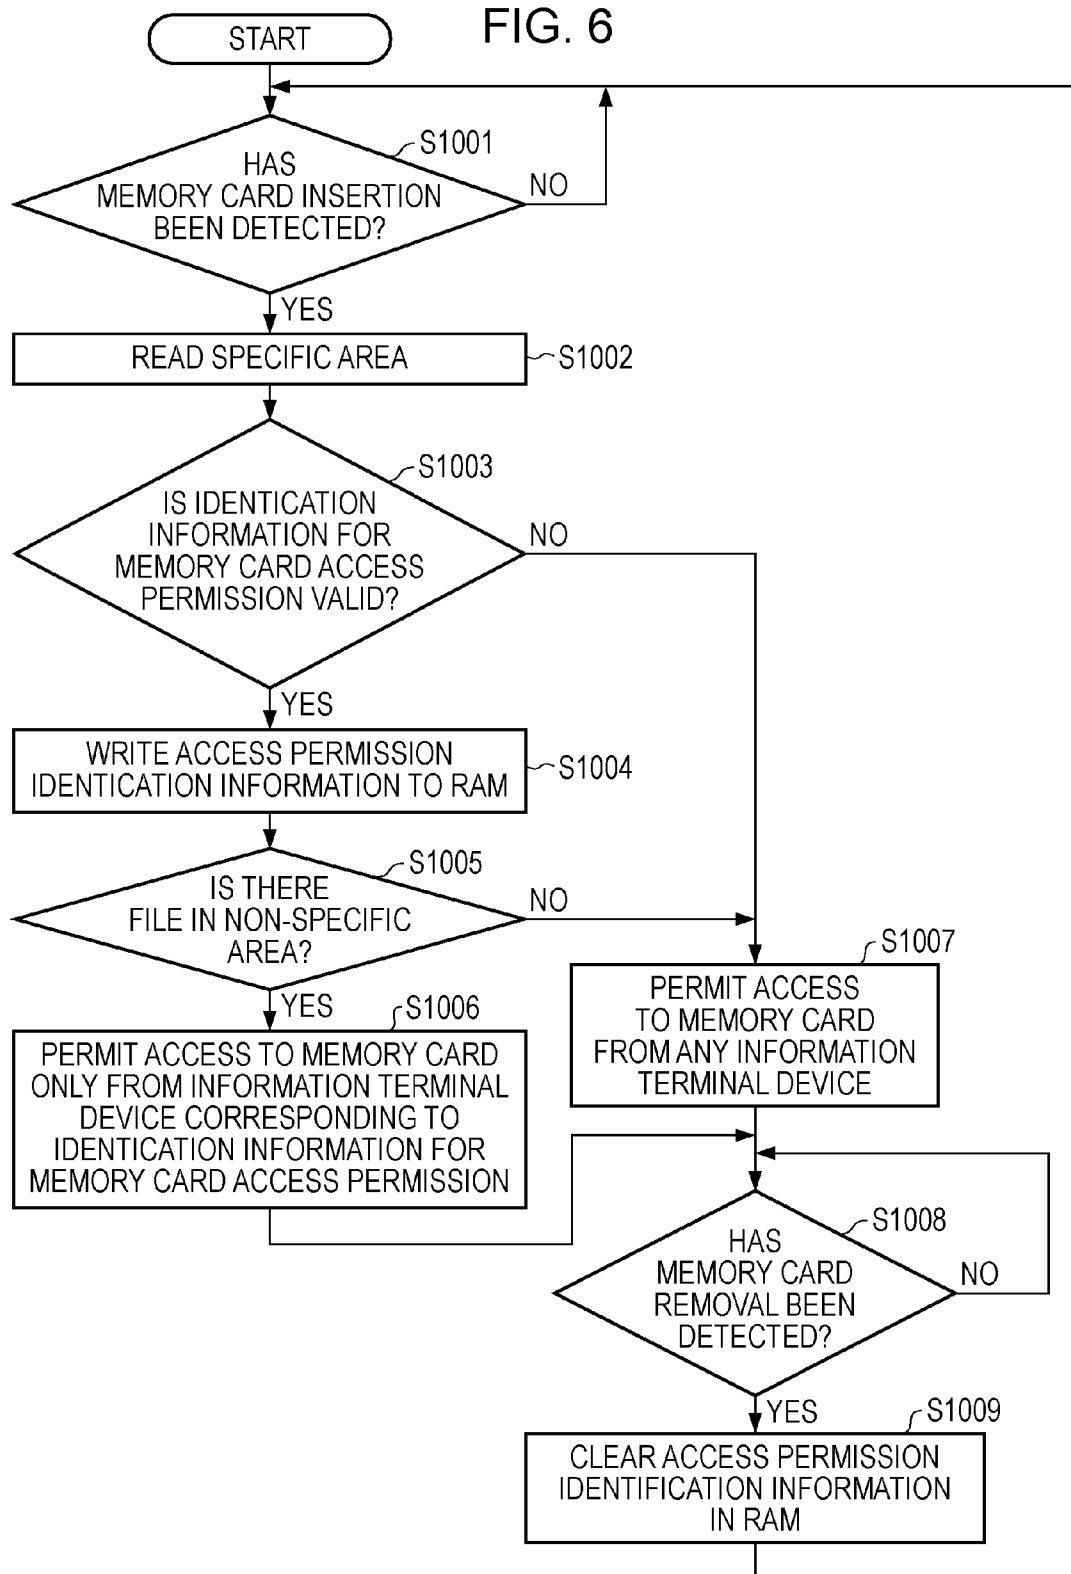 FIG. 6
START
S1001
HAS
MEMORY CARD INSERTION
BEEN DETECTED?
NO
YES
READ SPECIFIC AREA
S1002
S1003
IS IDENTICATION
INFORMATION FOR
MEMORY CARD ACCESS
PERMISSION VALID?
NO
YES
WRITE ACCESS PERMISSION
IDENTICATION INFORMATION TO RAM
S1004
S1005
IS THERE
FILE IN NON-SPECIFIC
AREA?
NO
YES
S1006
PERMIT ACCESS TO MEMORY CARD
ONLY FROM INFORMATION TERMINAL
DEVICE CORRESPONDING TO
IDENTICATION INFORMATION FOR
MEMORY CARD ACCESS PERMISSION
S1007
PERMIT ACCESS
TO MEMORY CARD
FROM ANY INFORMATION
TERMINAL DEVICE
S1008
HAS
MEMORY CARD
REMOVAL BEEN
DETECTED?
NO
YES
S1009
CLEAR ACCESS PERMISSION
IDENTIFICATION INFORMATION
IN RAM